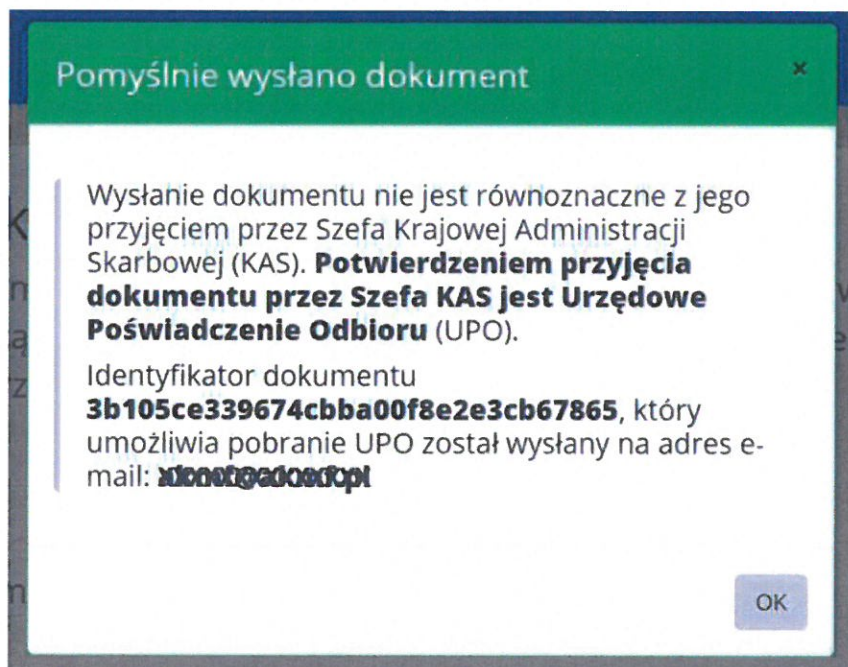 Pomyślnie wysłano dokument
Wysłanie dokumentu nie jest równoznaczne z jego
przyjęciem przez Szefa Krajowej Administracji
Skarbowej (KAS). Potwierdzeniem przyjęcia
dokumentu przez Szefa KAS jest Urzędowe
Poświadczenie Odbioru (UPO).
Identyfikator dokumentu
3b105ce339674cbba00f8e2e3cb67865, który
umożliwia pobranie UPO został wysłany na adres e-
mail:
OK